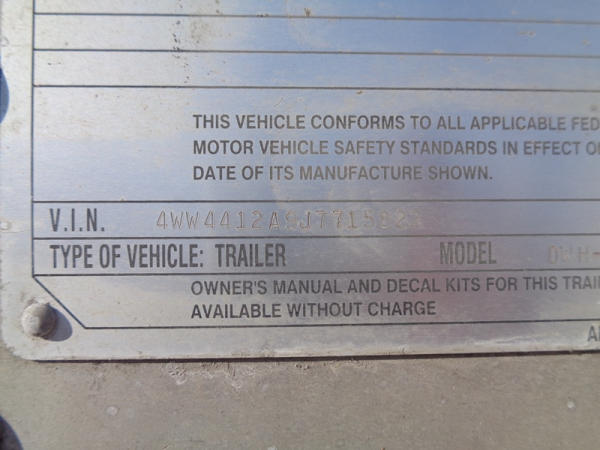 THIS VEHICLE CONFORMS TO ALL APPLICABLE FED
MOTOR VEHICLE SAFETY STANDARDS IN EFFECT
DATE OF ITS MANUFACTURE SHOWN.
V.I.N.
TYPE OF VEHICLE: TRAILER MODEL
OWNER'S MANUAL AND DECAL KITS FOR THIS TRAI
AVAILABLE WITHOUT CHARGE